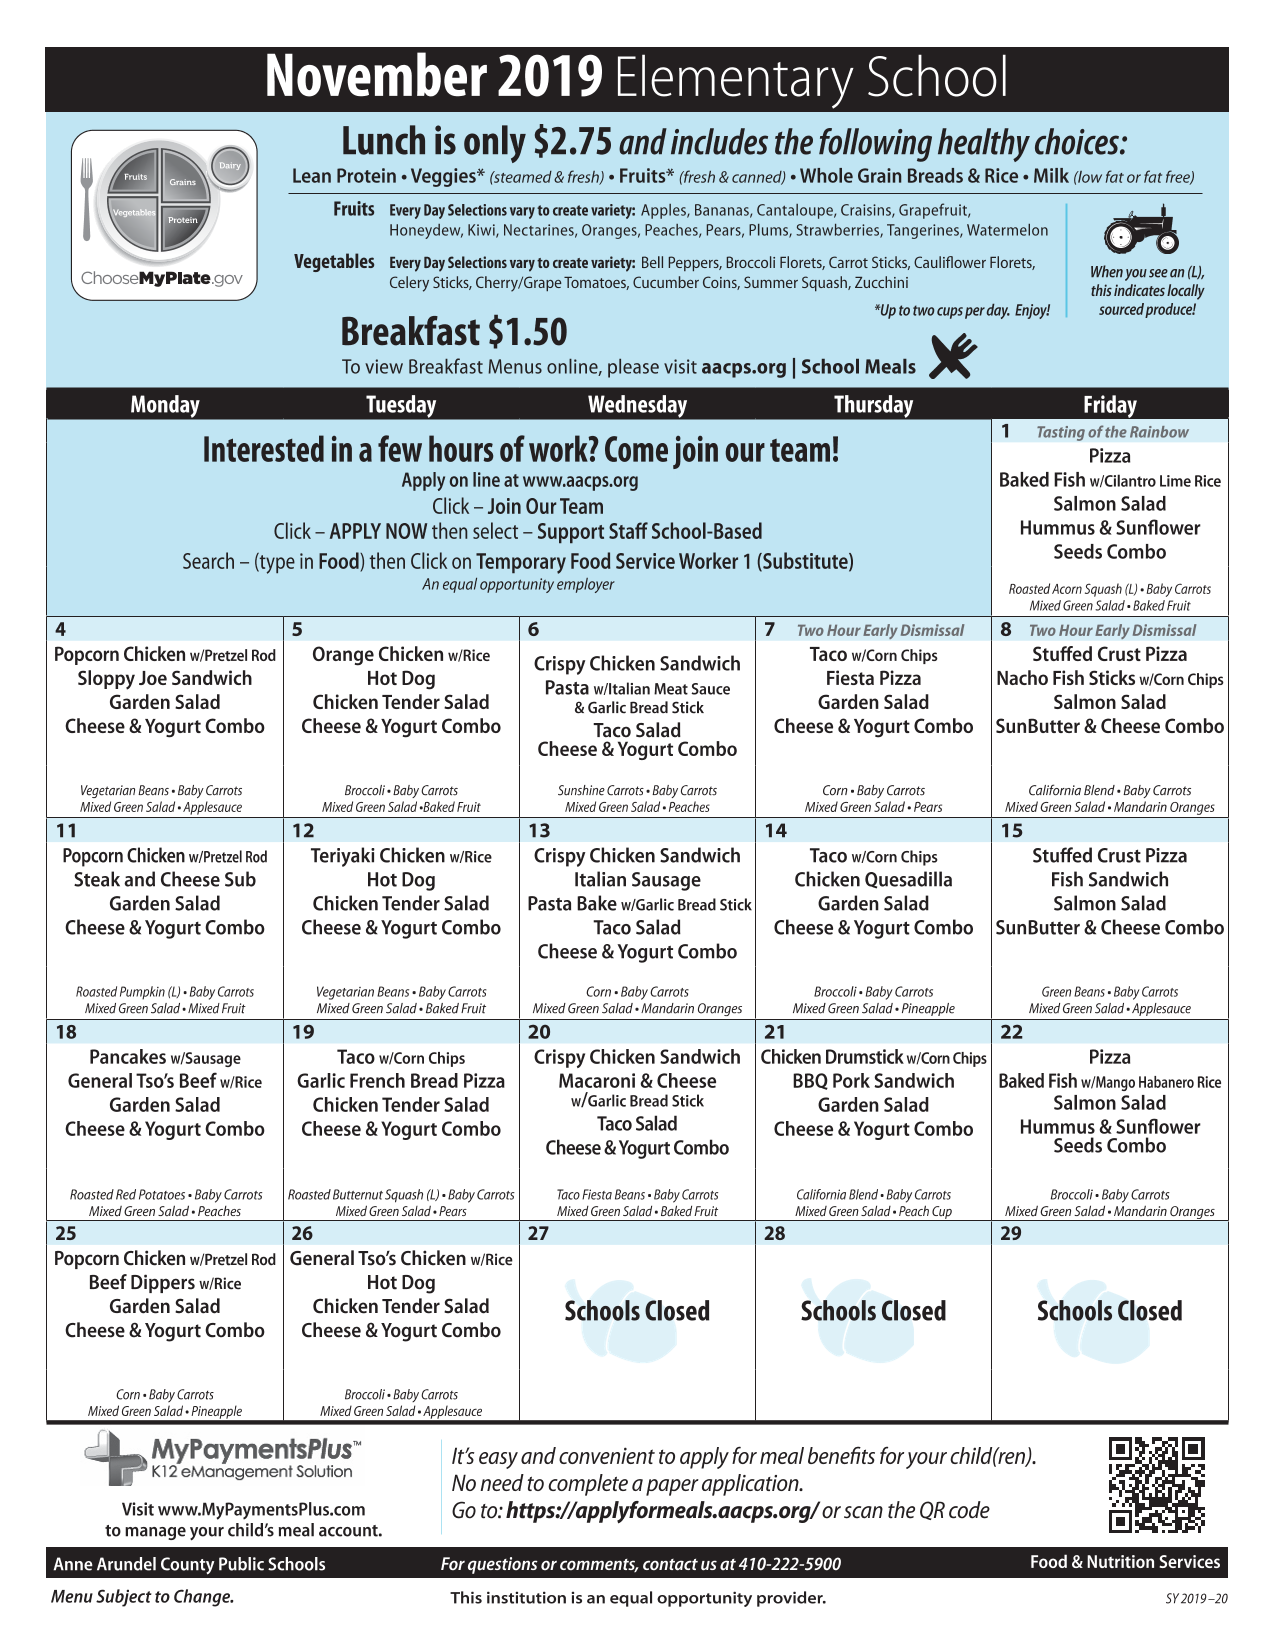 November 2019 Elementary School
Fruits
Grains
Dairy
Vegetables
Protein
ChooseMyPlate.gov
Lunch is only $2.75 and includes the following healthy choices:
Lean Protein • Veggies* (steamed & fresh) • Fruits* (fresh & canned) • Whole Grain Breads & Rice • Milk (low fat or fat free)
Fruits Every Day Selections vary to create variety: Apples, Bananas, Cantaloupe, Craisins, Grapefruit,
Honeydew, Kiwi, Nectarines, Oranges, Peaches, Pears, Plums, Strawberries, Tangerines, Watermelon
Vegetables Every Day Selections vary to create variety: Bell Peppers, Broccoli Florets, Carrot Sticks, Cauliflower Florets,
Celery Sticks, Cherry/Grape Tomatoes, Cucumber Coins, Summer Squash, Zucchini
*Up to two cups per day. Enjoy!
When you see an (L),
this indicates locally
sourced produce!
Breakfast $1.50
To view Breakfast Menus online, please visit aacps.org | School Meals
Monday Tuesday Wednesday Thursday Friday
Interested in a few hours of work? Come join our team!
Apply on line at www.aacps.org
Click – Join Our Team
Click – APPLY NOW then select – Support Staff School-Based
Search – (type in Food) then Click on Temporary Food Service Worker 1 (Substitute)
An equal opportunity employer
1 Tasting of the Rainbow
Pizza
Baked Fish w/Cilantro Lime Rice
Salmon Salad
Hummus & Sunflower
Seeds Combo
Roasted Acorn Squash (L) • Baby Carrots
Mixed Green Salad • Baked Fruit
4
Popcorn Chicken w/Pretzel Rod
Sloppy Joe Sandwich
Garden Salad
Cheese & Yogurt Combo
Vegetarian Beans • Baby Carrots
Mixed Green Salad • Applesauce
5
Orange Chicken w/Rice
Hot Dog
Chicken Tender Salad
Cheese & Yogurt Combo
Broccoli • Baby Carrots
Mixed Green Salad •Baked Fruit
6
Crispy Chicken Sandwich
Pasta w/Italian Meat Sauce
& Garlic Bread Stick
Taco Salad
Cheese & Yogurt Combo
Sunshine Carrots • Baby Carrots
Mixed Green Salad • Peaches
7 Two Hour Early Dismissal
Taco w/Corn Chips
Fiesta Pizza
Garden Salad
Cheese & Yogurt Combo
Corn • Baby Carrots
Mixed Green Salad • Pears
8 Two Hour Early Dismissal
Stuffed Crust Pizza
Nacho Fish Sticks w/Corn Chips
Salmon Salad
SunButter & Cheese Combo
California Blend • Baby Carrots
Mixed Green Salad • Mandarin Oranges
11
Popcorn Chicken w/Pretzel Rod
Steak and Cheese Sub
Garden Salad
Cheese & Yogurt Combo
Roasted Pumpkin (L) • Baby Carrots
Mixed Green Salad • Mixed Fruit
12
Teriyaki Chicken w/Rice
Hot Dog
Chicken Tender Salad
Cheese & Yogurt Combo
Vegetarian Beans • Baby Carrots
Mixed Green Salad • Baked Fruit
13
Crispy Chicken Sandwich
Italian Sausage
Pasta Bake w/Garlic Bread Stick
Taco Salad
Cheese & Yogurt Combo
Corn • Baby Carrots
Mixed Green Salad • Mandarin Oranges
14
Taco w/Corn Chips
Chicken Quesadilla
Garden Salad
Cheese & Yogurt Combo
Broccoli • Baby Carrots
Mixed Green Salad • Pineapple
15
Stuffed Crust Pizza
Fish Sandwich
Salmon Salad
SunButter & Cheese Combo
Green Beans • Baby Carrots
Mixed Green Salad • Applesauce
18
Pancakes w/Sausage
General Tso's Beef w/Rice
Garden Salad
Cheese & Yogurt Combo
Roasted Red Potatoes • Baby Carrots
Mixed Green Salad • Peaches
19
Taco w/Corn Chips
Garlic French Bread Pizza
Chicken Tender Salad
Cheese & Yogurt Combo
Roasted Butternut Squash (L) • Baby Carrots
Mixed Green Salad • Pears
20
Crispy Chicken Sandwich
Macaroni & Cheese
w/Garlic Bread Stick
Taco Salad
Cheese & Yogurt Combo
Taco Fiesta Beans • Baby Carrots
Mixed Green Salad • Baked Fruit
21
Chicken Drumstick w/Corn Chips
BBQ Pork Sandwich
Garden Salad
Cheese & Yogurt Combo
California Blend • Baby Carrots
Mixed Green Salad • Peach Cup
22
Pizza
Baked Fish w/Mango Habanero Rice
Salmon Salad
Hummus & Sunflower
Seeds Combo
Broccoli • Baby Carrots
Mixed Green Salad • Mandarin Oranges
25
Popcorn Chicken w/Pretzel Rod
Beef Dippers w/Rice
Garden Salad
Cheese & Yogurt Combo
Corn • Baby Carrots
Mixed Green Salad • Pineapple
26
General Tso's Chicken w/Rice
Hot Dog
Chicken Tender Salad
Cheese & Yogurt Combo
Broccoli • Baby Carrots
Mixed Green Salad • Applesauce
27
Schools Closed
28
Schools Closed
29
Schools Closed
MyPaymentsPlus™
K12 eManagement Solution
Visit www.MyPaymentsPlus.com
to manage your child's meal account.
It's easy and convenient to apply for meal benefits for your child(ren).
No need to complete a paper application.
Go to: https://applyformeals.aacps.org/ or scan the QR code
Anne Arundel County Public Schools For questions or comments, contact us at 410-222-5900 Food & Nutrition Services
Menu Subject to Change. This institution is an equal opportunity provider. SY 2019–20